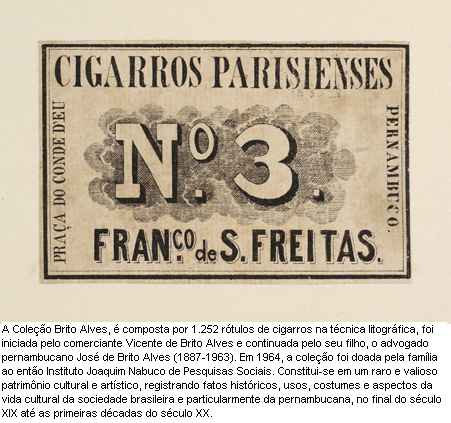 CIGARROS PARISIENSES
PRAÇA DO CONDE D'EU
Nº. 3.
PERNAMBUCO.
FRAN.CO de S. FREITAS.
A Coleção Brito Alves, é composta por 1.252 rótulos de cigarros na técnica litográfica, foi
iniciada pelo comerciante Vicente de Brito Alves e continuada pelo seu filho, o advogado
pernambucano José de Brito Alves (1887-1963). Em 1964, a coleção foi doada pela família
ao então Instituto Joaquim Nabuco de Pesquisas Sociais. Constitui-se em um raro e valioso
patrimônio cultural e artístico, registrando fatos históricos, usos, costumes e aspectos da
vida cultural da sociedade brasileira e particularmente da pernambucana, no final do século
XIX até as primeiras décadas do século XX.